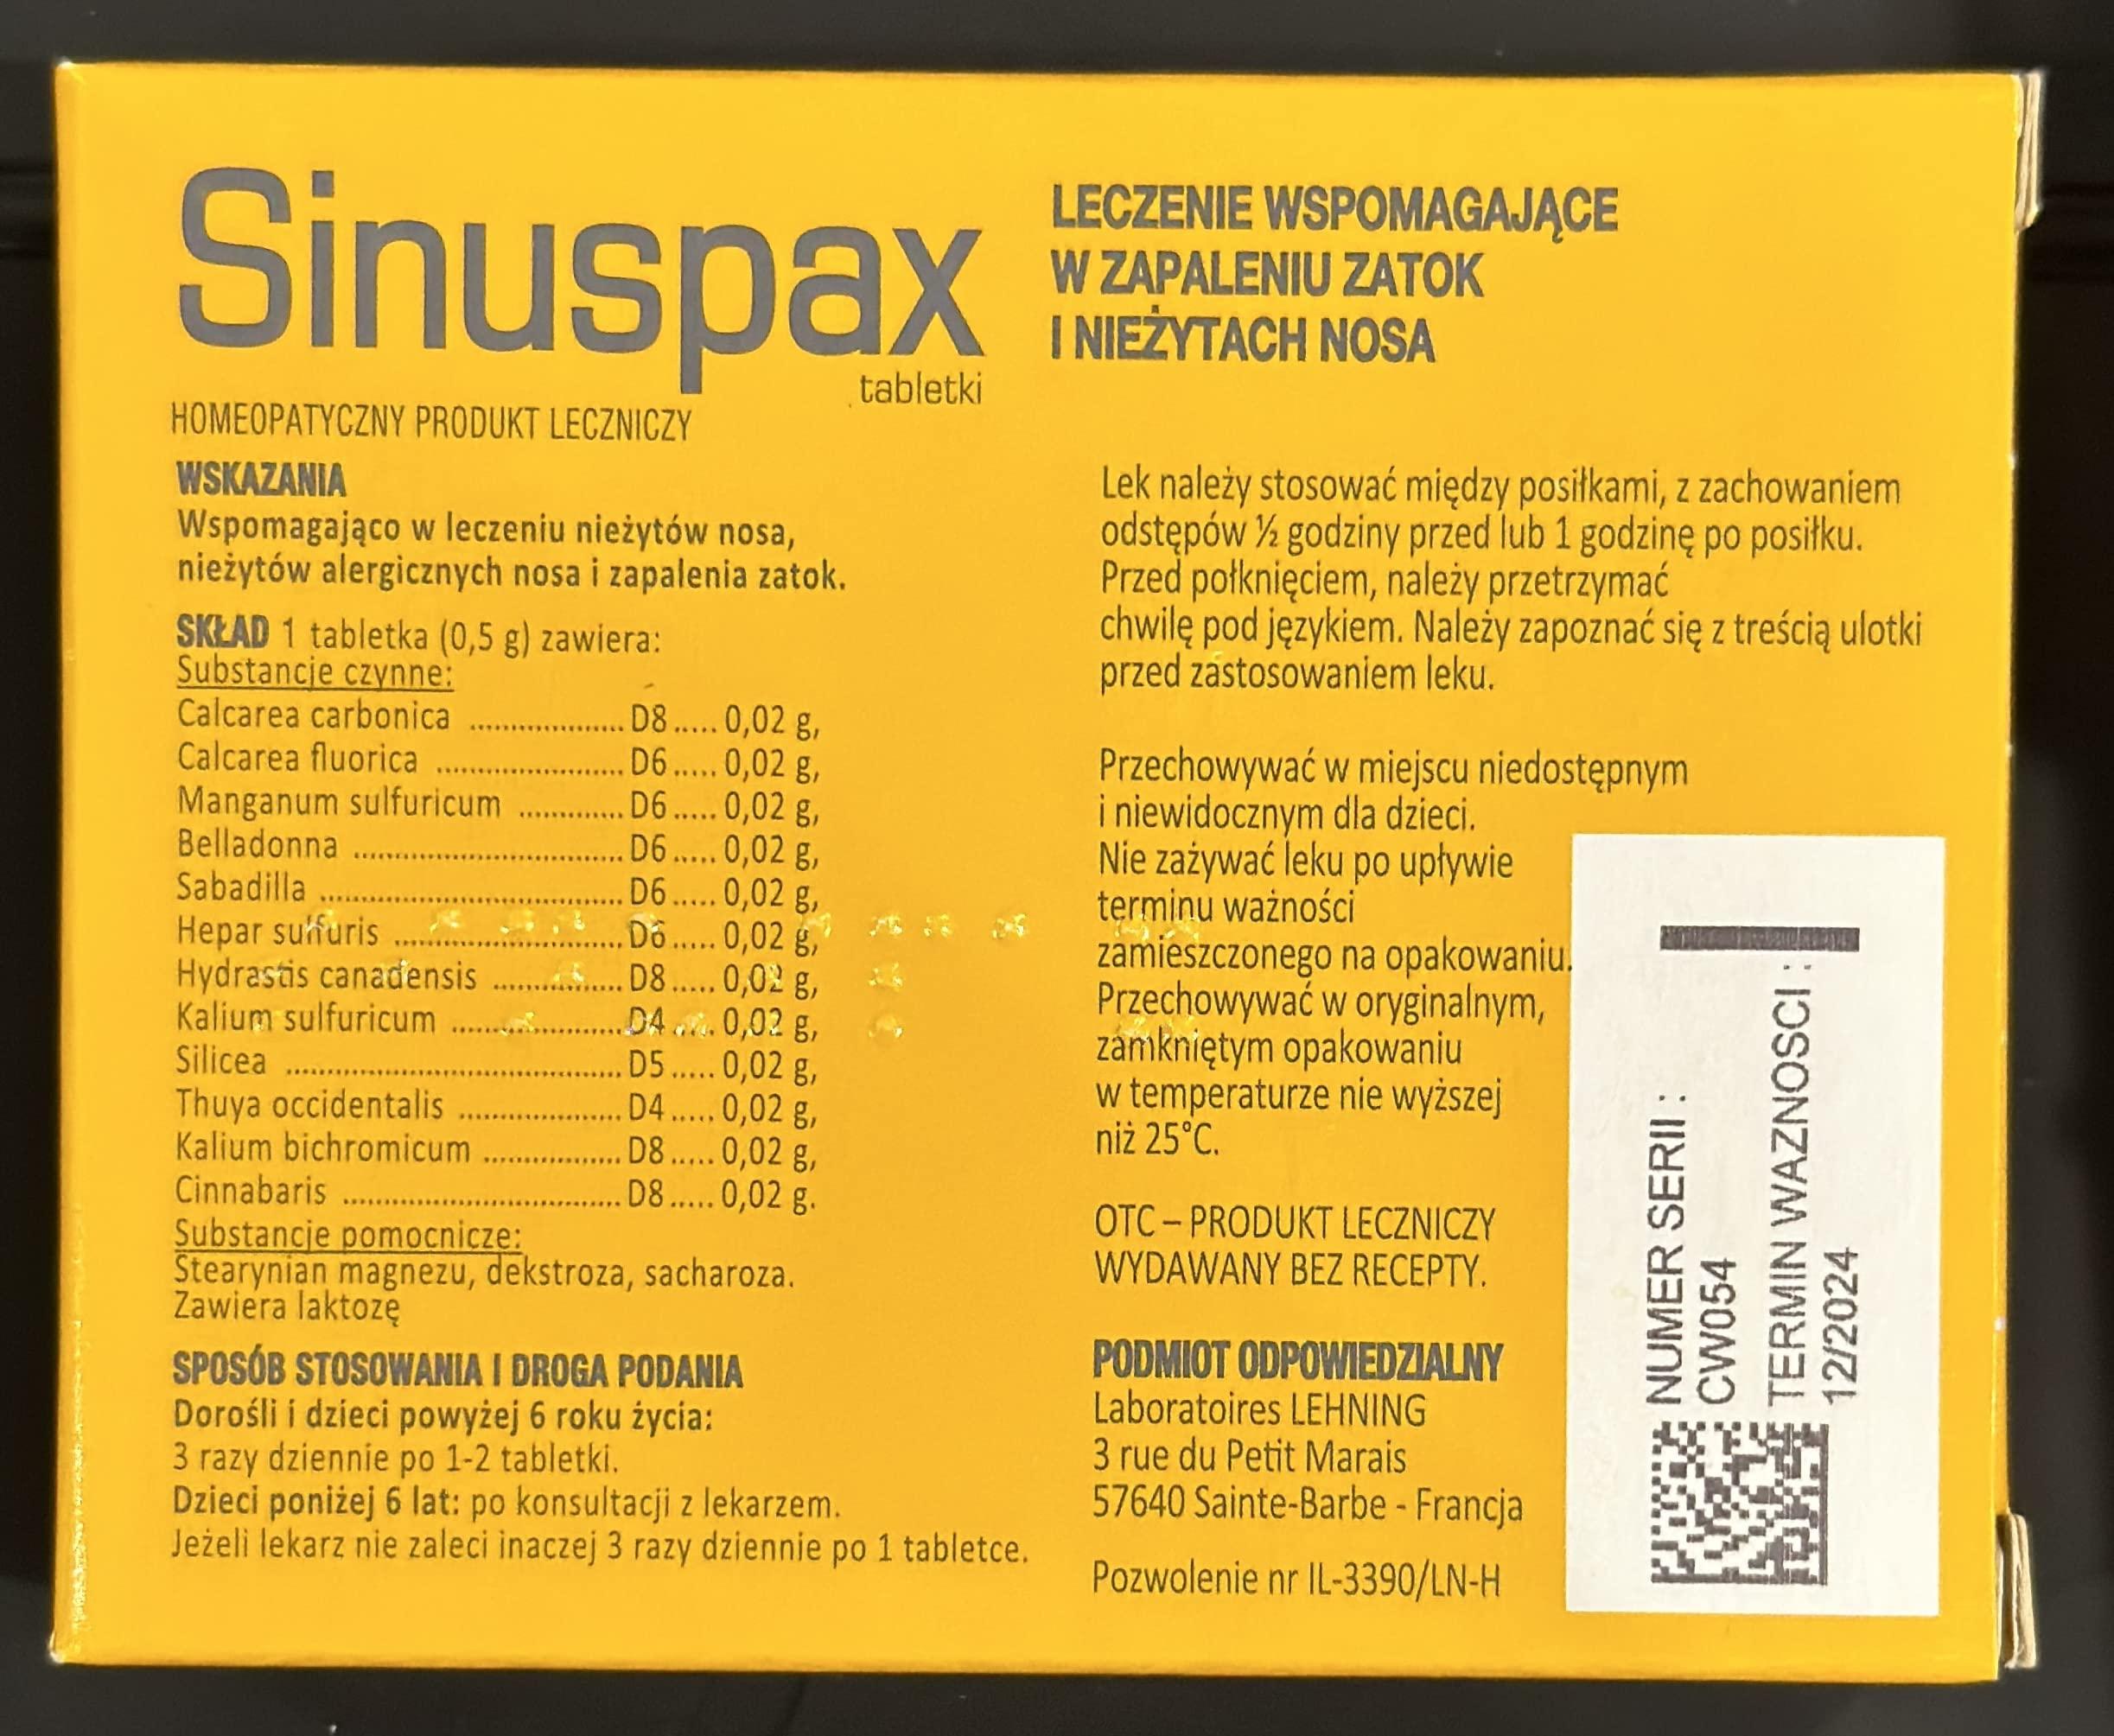 Sinuspax
tabletki
HOMEOPATYCZNY PRODUKT LECZNICZY
LECZENIE WSPOMAGAJĄCE
W ZAPALENIU ZATOK
I NIEŻYTACH NOSA
WSKAZANIA
Wspomagająco w leczeniu nieżytów nosa,
nieżytów alergicznych nosa i zapalenia zatok.
SKŁAD 1 tabletka (0,5 g) zawiera:
Substancje czynne:
Calcarea carbonica ..................... D8 ..... 0,02 g,
Calcarea fluorica ......................... D6 ..... 0,02 g,
Manganum sulfuricum .............. D6 ..... 0,02 g,
Belladonna .................................... D6 ..... 0,02 g,
Sabadilla ........................................ D6 ..... 0,02 g,
Hepar sulfuris ............................... D6 ..... 0,02 g,
Hydrastis canadensis ................. D8 ..... 0,02 g,
Kalium sulfuricum ....................... D4 ..... 0,02 g,
Silicea ............................................. D5 ..... 0,02 g,
Thuya occidentalis ...................... D4 ..... 0,02 g,
Kalium bichromicum .................. D8 ..... 0,02 g,
Cinnabaris ..................................... D8 ..... 0,02 g.
Substancje pomocnicze:
Stearynian magnezu, dekstroza, sacharoza.
Zawiera laktozę
SPOSÓB STOSOWANIA I DROGA PODANIA
Dorośli i dzieci powyżej 6 roku życia:
3 razy dziennie po 1-2 tabletki.
Dzieci poniżej 6 lat: po konsultacji z lekarzem.
Jeżeli lekarz nie zaleci inaczej 3 razy dziennie po 1 tabletce.
Lek należy stosować między posiłkami, z zachowaniem
odstępów ½ godziny przed lub 1 godzinę po posiłku.
Przed połknięciem, należy przetrzymać
chwilę pod językiem. Należy zapoznać się z treścią ulotki
przed zastosowaniem leku.
Przechowywać w miejscu niedostępnym
i niewidocznym dla dzieci.
Nie zażywać leku po upływie
terminu ważności
zamieszczonego na opakowaniu.
Przechowywać w oryginalnym,
zamkniętym opakowaniu
w temperaturze nie wyższej
niż 25°C.
OTC – PRODUKT LECZNICZY
WYDAWANY BEZ RECEPTY.
PODMIOT ODPOWIEDZIALNY
Laboratoires LEHNING
3 rue du Petit Marais
57640 Sainte-Barbe - Francja
Pozwolenie nr IL-3390/LN-H
NUMER SERII :
CW054
TERMIN WAZNOSCI :
12/2024